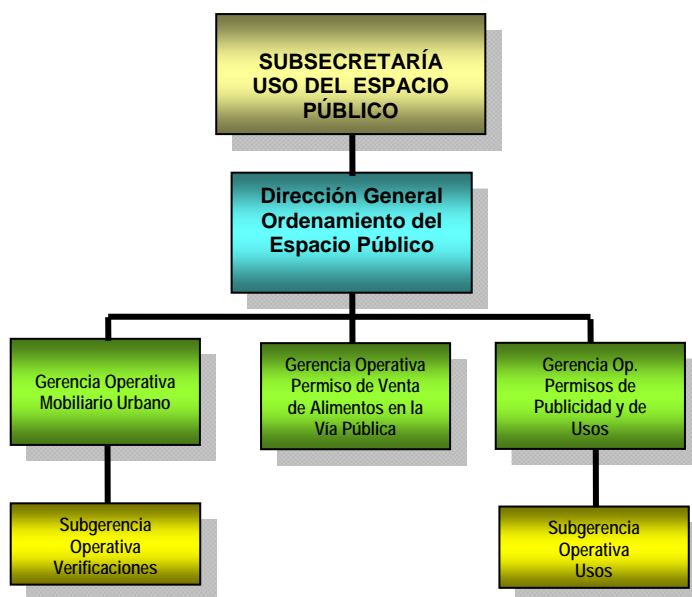 SUBSECRETARÍA
USO DEL ESPACIO
PÚBLICO
Dirección General
Ordenamiento del
Espacio Público
Gerencia Operativa
Mobiliario Urbano
Gerencia Operativa
Permiso de Venta
de Alimentos en la
Vía Pública
Gerencia Op.
Permisos de
Publicidad y de
Usos
Subgerencia
Operativa
Verificaciones
Subgerencia
Operativa
Usos